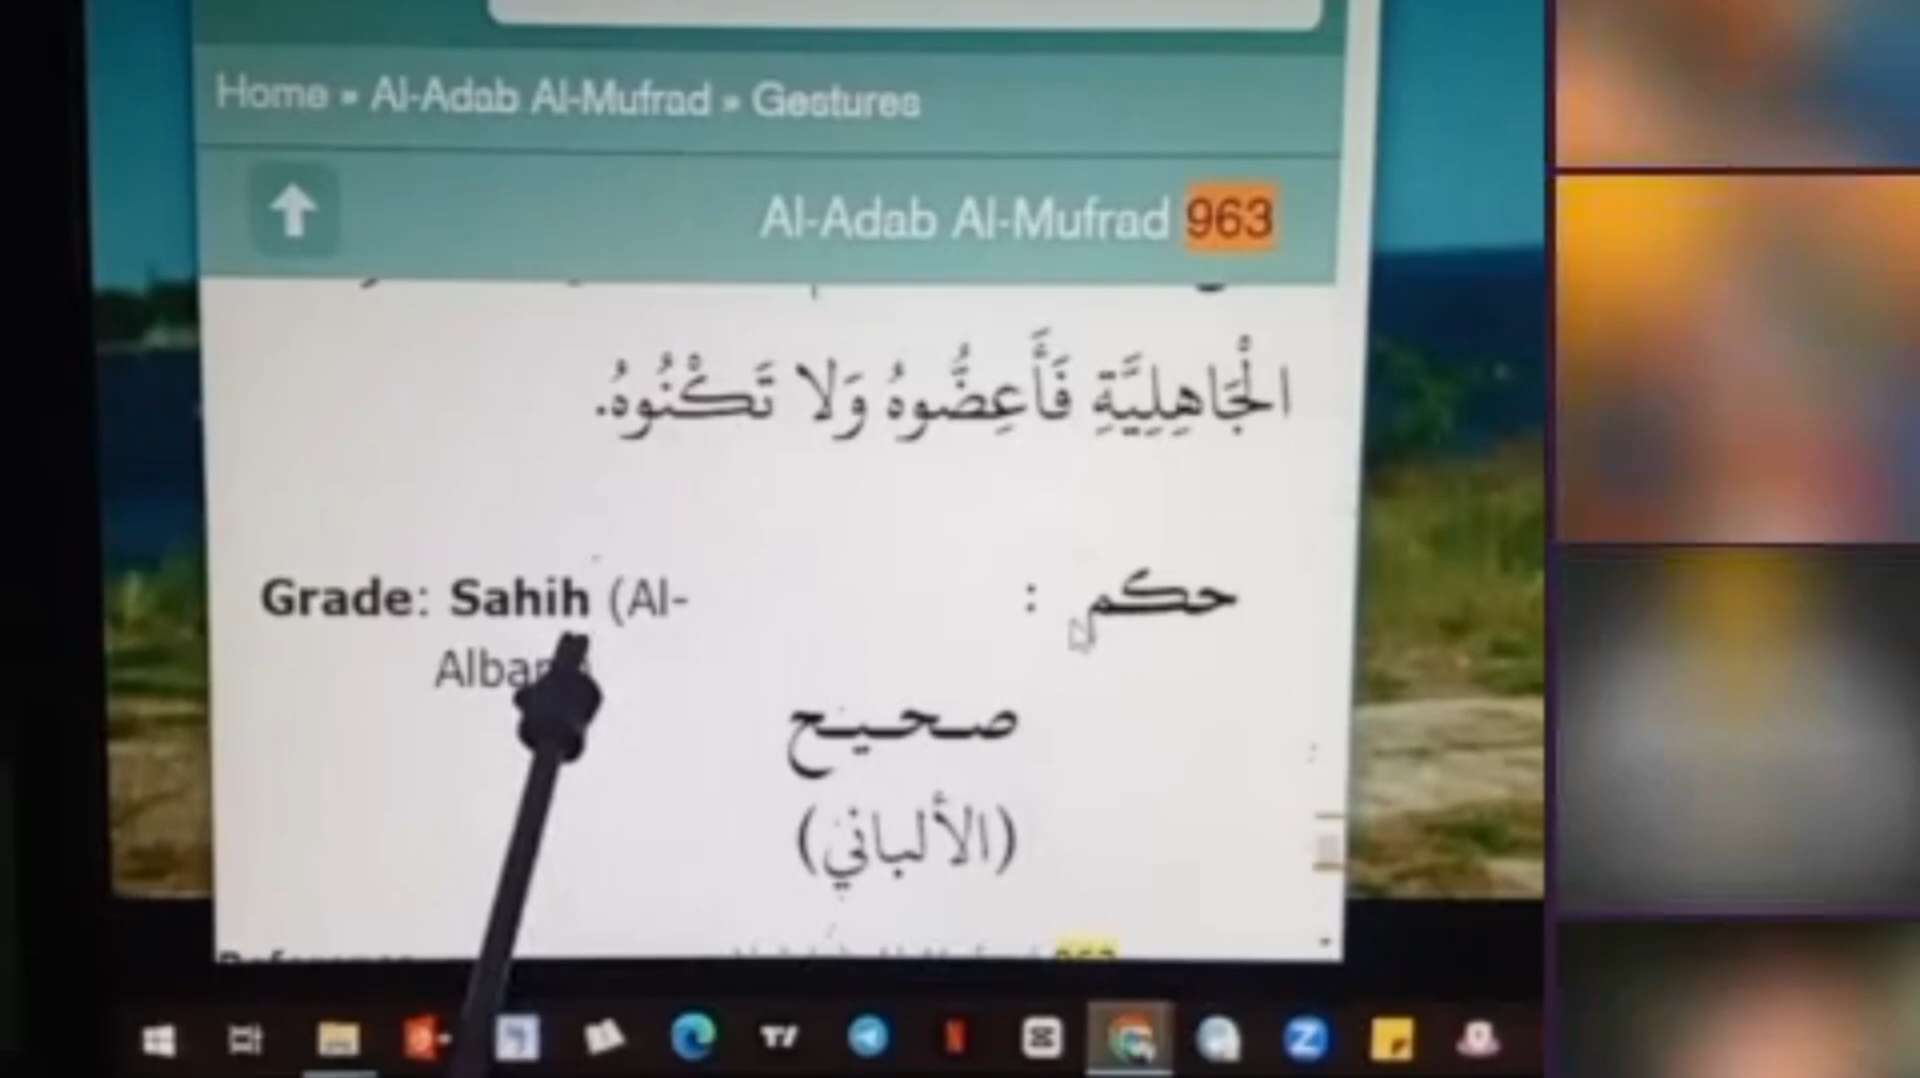 Home » Al-Adab Al-Mufrad » Gestures
Al-Adab Al-Mufrad 963
الْجَاهِلِيَّةِ فَأَعِضُّوهُ وَلا تَكْنُوهُ.
Grade: Sahih (Al-
حكم :
صحيح
(الألباني)